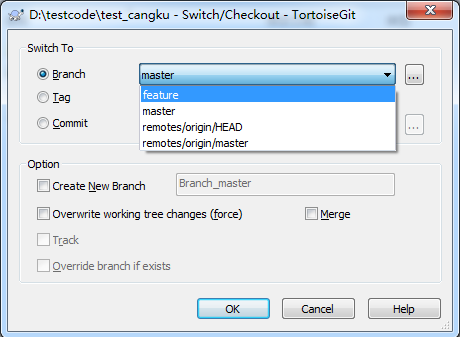 D:\testcode\test_cangku - Switch/Checkout - TortoiseGit
Switch To
Branch
master
...
feature
master
remotes/origin/HEAD
remotes/origin/master
Tag
Commit
...
Option
Create New Branch
Branch_master
Overwrite working tree changes (force)
Merge
Track
Override branch if exists
OK
Cancel
Help